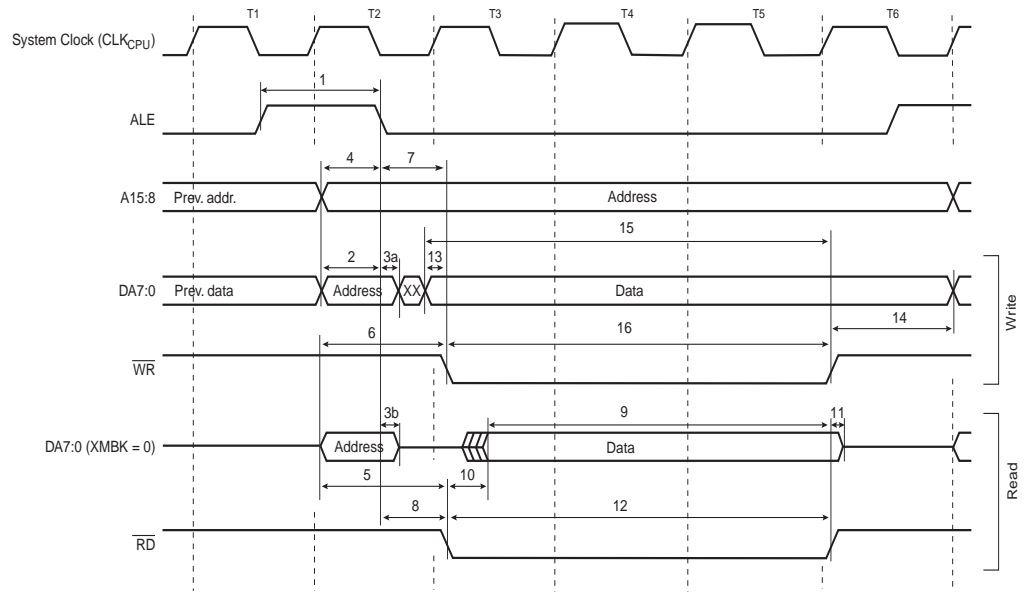 T1 T2 T3 T4 T5 T6
System Clock (CLKCPU)
1
ALE
4 7
A15:8 Prev. addr. Address
15
2 3a 13
DA7:0 Prev. data Address XX Data
14
6 16
WR
Write
3b 9 11
DA7:0 (XMBK = 0) Address Data
5 10
8 12
RD
Read